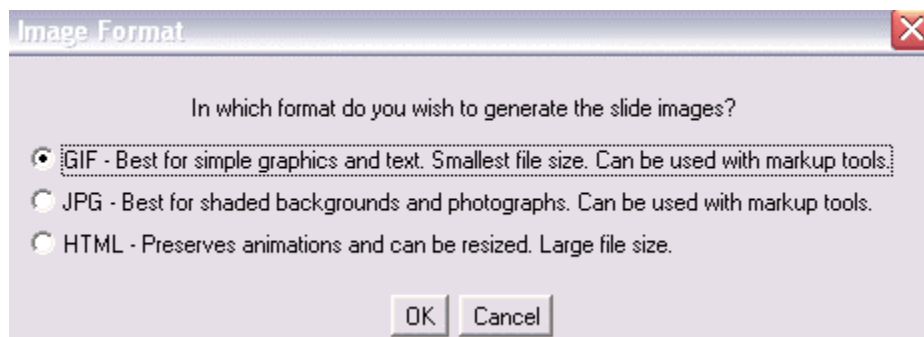 Image Format
In which format do you wish to generate the slide images?
GIF - Best for simple graphics and text. Smallest file size. Can be used with markup tools.
JPG - Best for shaded backgrounds and photographs. Can be used with markup tools.
HTML - Preserves animations and can be resized. Large file size.
OK Cancel